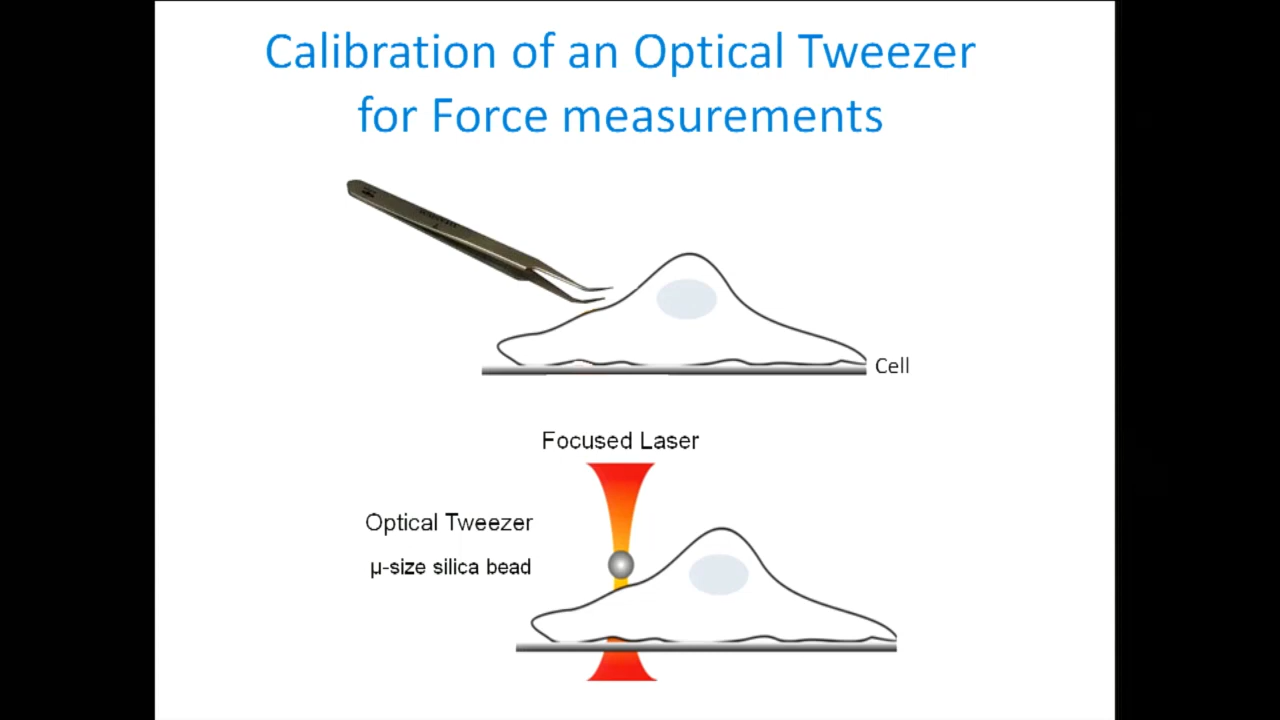 Calibration of an Optical Tweezer
for Force measurements
Cell
Focused Laser
Optical Tweezer
μ-size silica bead